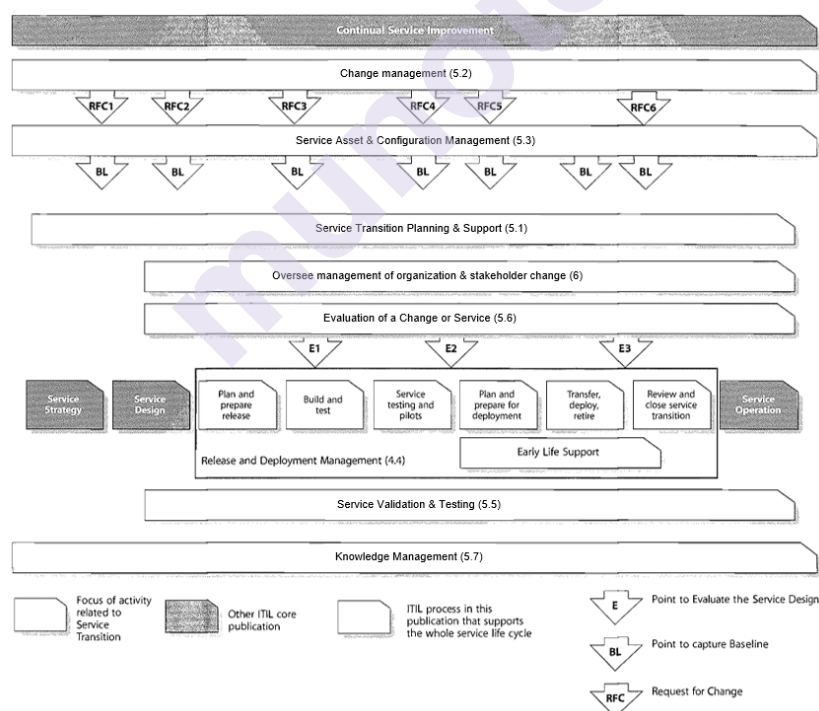 Continual Service Improvement
Change management (5.2)
RFC1 RFC2 RFC3 RFC4 RFC5 RFC6
Service Asset & Configuration Management (5.3)
BL BL BL BL BL BL BL
Service Transition Planning & Support (5.1)
Oversee management of organization & stakeholder change (6)
Evaluation of a Change or Service (5.6)
E1 E2 E3
Service
Strategy
Service
Design
Plan and
prepare
release
Build and
test
Service
testing and
pilots
Plan and
prepare for
deployment
Transfer,
deploy,
retire
Review and
close service
transition
Service
Operation
Early Life Support
Release and Deployment Management (4.4)
Service Validation & Testing (5.5)
Knowledge Management (5.7)
Focus of activity
related to
Service
Transition
Other ITIL core
publication
ITIL process in this
publication that supports
the whole service life cycle
E Point to Evaluate the Service Design
BL Point to capture Baseline
RFC Request for Change